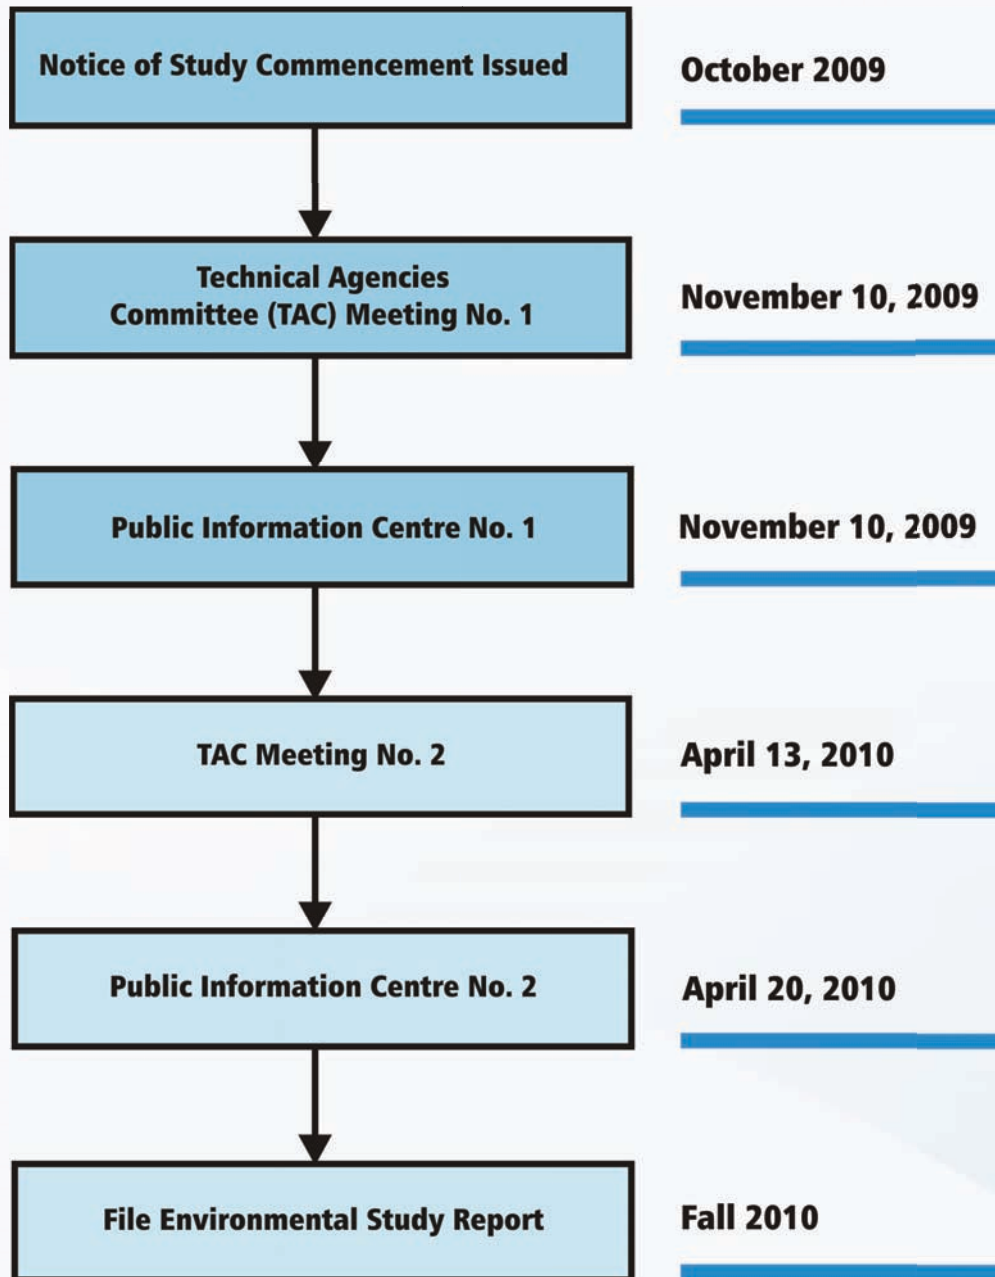 Notice of Study Commencement Issued
October 2009
Technical Agencies
Committee (TAC) Meeting No. 1
November 10, 2009
Public Information Centre No. 1
November 10, 2009
TAC Meeting No. 2
April 13, 2010
Public Information Centre No. 2
April 20, 2010
File Environmental Study Report
Fall 2010